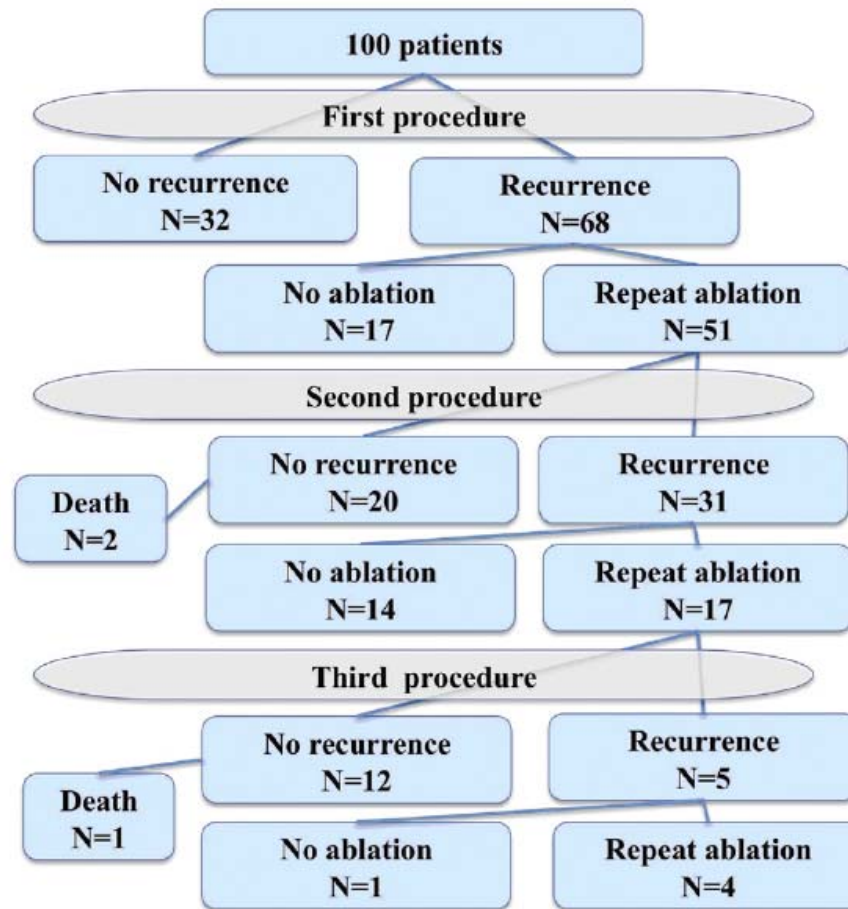 100 patients
First procedure
No recurrence
N=32
Recurrence
N=68
No ablation
N=17
Repeat ablation
N=51
Second procedure
No recurrence
N=20
Recurrence
N=31
Death
N=2
No ablation
N=14
Repeat ablation
N=17
Third procedure
No recurrence
N=12
Recurrence
N=5
Death
N=1
No ablation
N=1
Repeat ablation
N=4